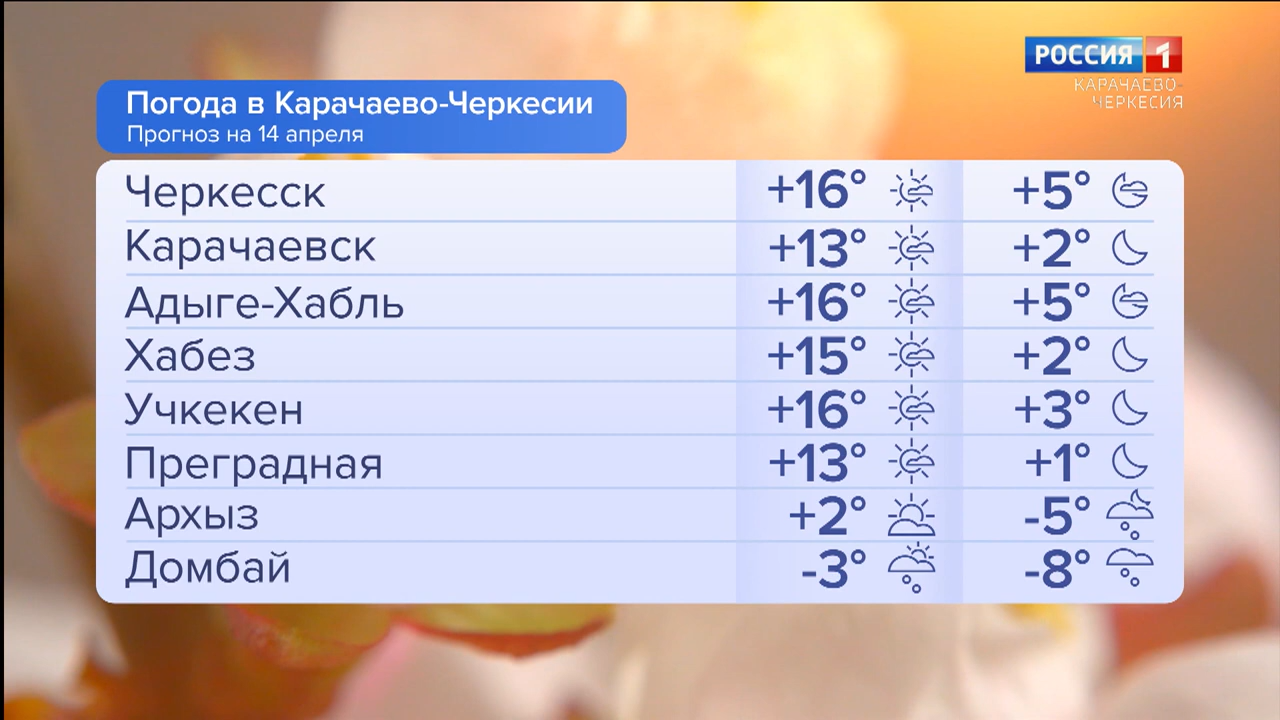 РОССИЯ 1
КАРАЧАЕВО-
ЧЕРКЕСИЯ
Погода в Карачаево-Черкесии
Прогноз на 14 апреля
Черкесск +16° +5°
Карачаевск +13° +2°
Адыге-Хабль +16° +5°
Хабез +15° +2°
Учкекен +16° +3°
Преградная +13° +1°
Архыз +2° -5°
Домбай -3° -8°